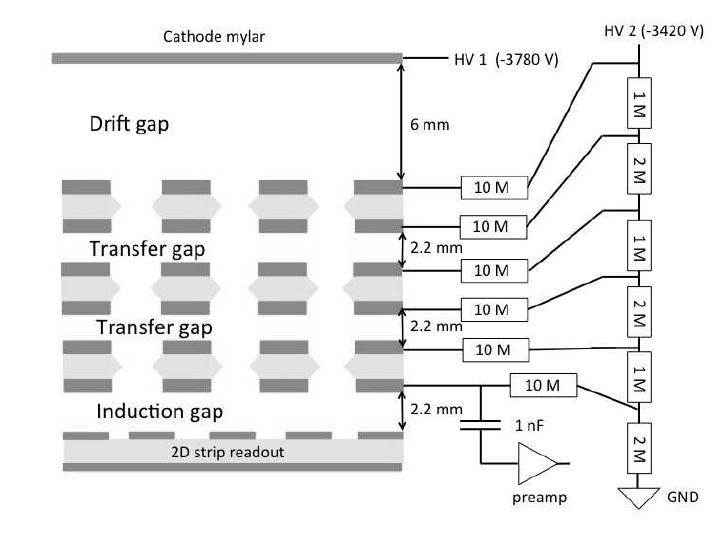 HV 2 (-3420 V)
Cathode mylar
HV 1 (-3780 V)
1 M
Drift gap
6 mm
2 M
10 M
10 M
Transfer gap
2.2 mm
1 M
10 M
10 M
2 M
Transfer gap
2.2 mm
10 M
1 M
10 M
Induction gap
2.2 mm
1 nF
2 M
2D strip readout
preamp
GND